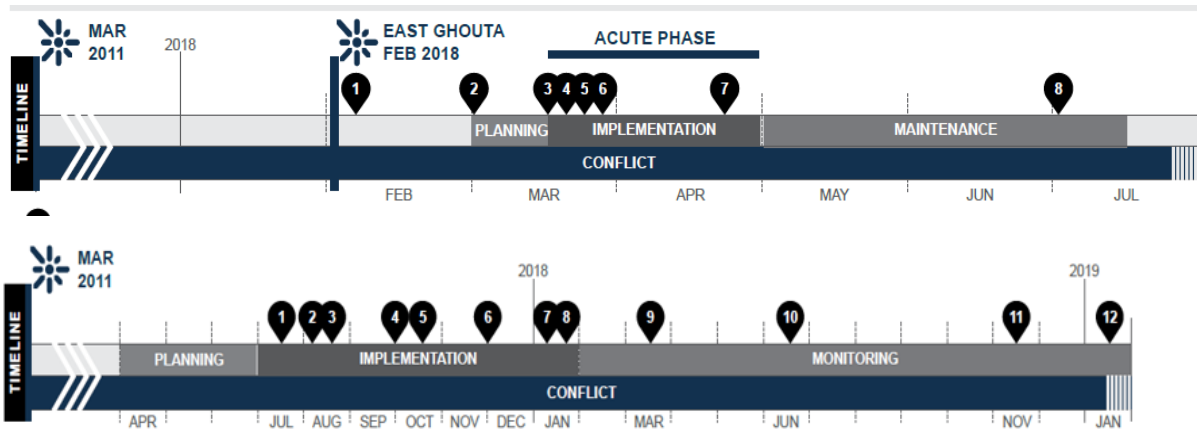 MAR
2011
2018
EAST GHOUTA
FEB 2018
ACUTE PHASE
1 2 3 4 5 6 7 8
TIMELINE
PLANNING IMPLEMENTATION MAINTENANCE
CONFLICT
FEB MAR APR MAY JUN JUL
MAR
2011
2018 2019
1 2 3 4 5 6 7 8 9 10 11 12
TIMELINE
PLANNING IMPLEMENTATION MONITORING
CONFLICT
APR JUL AUG SEP OCT NOV DEC JAN MAR JUN NOV JAN